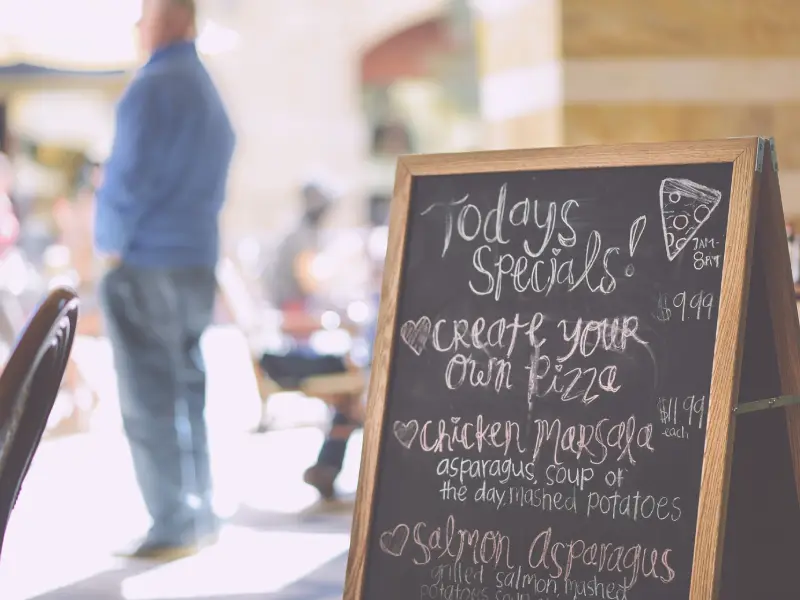 Todays
Specials!
7AM-
8PM
$9.99
CREATE YOUR
OWN Pizza
$11.99
each
Chicken Marsala
asparagus, soup of
the day, mashed potatoes
Salmon Asparagus
grilled salmon, mashed
potatoes, soup